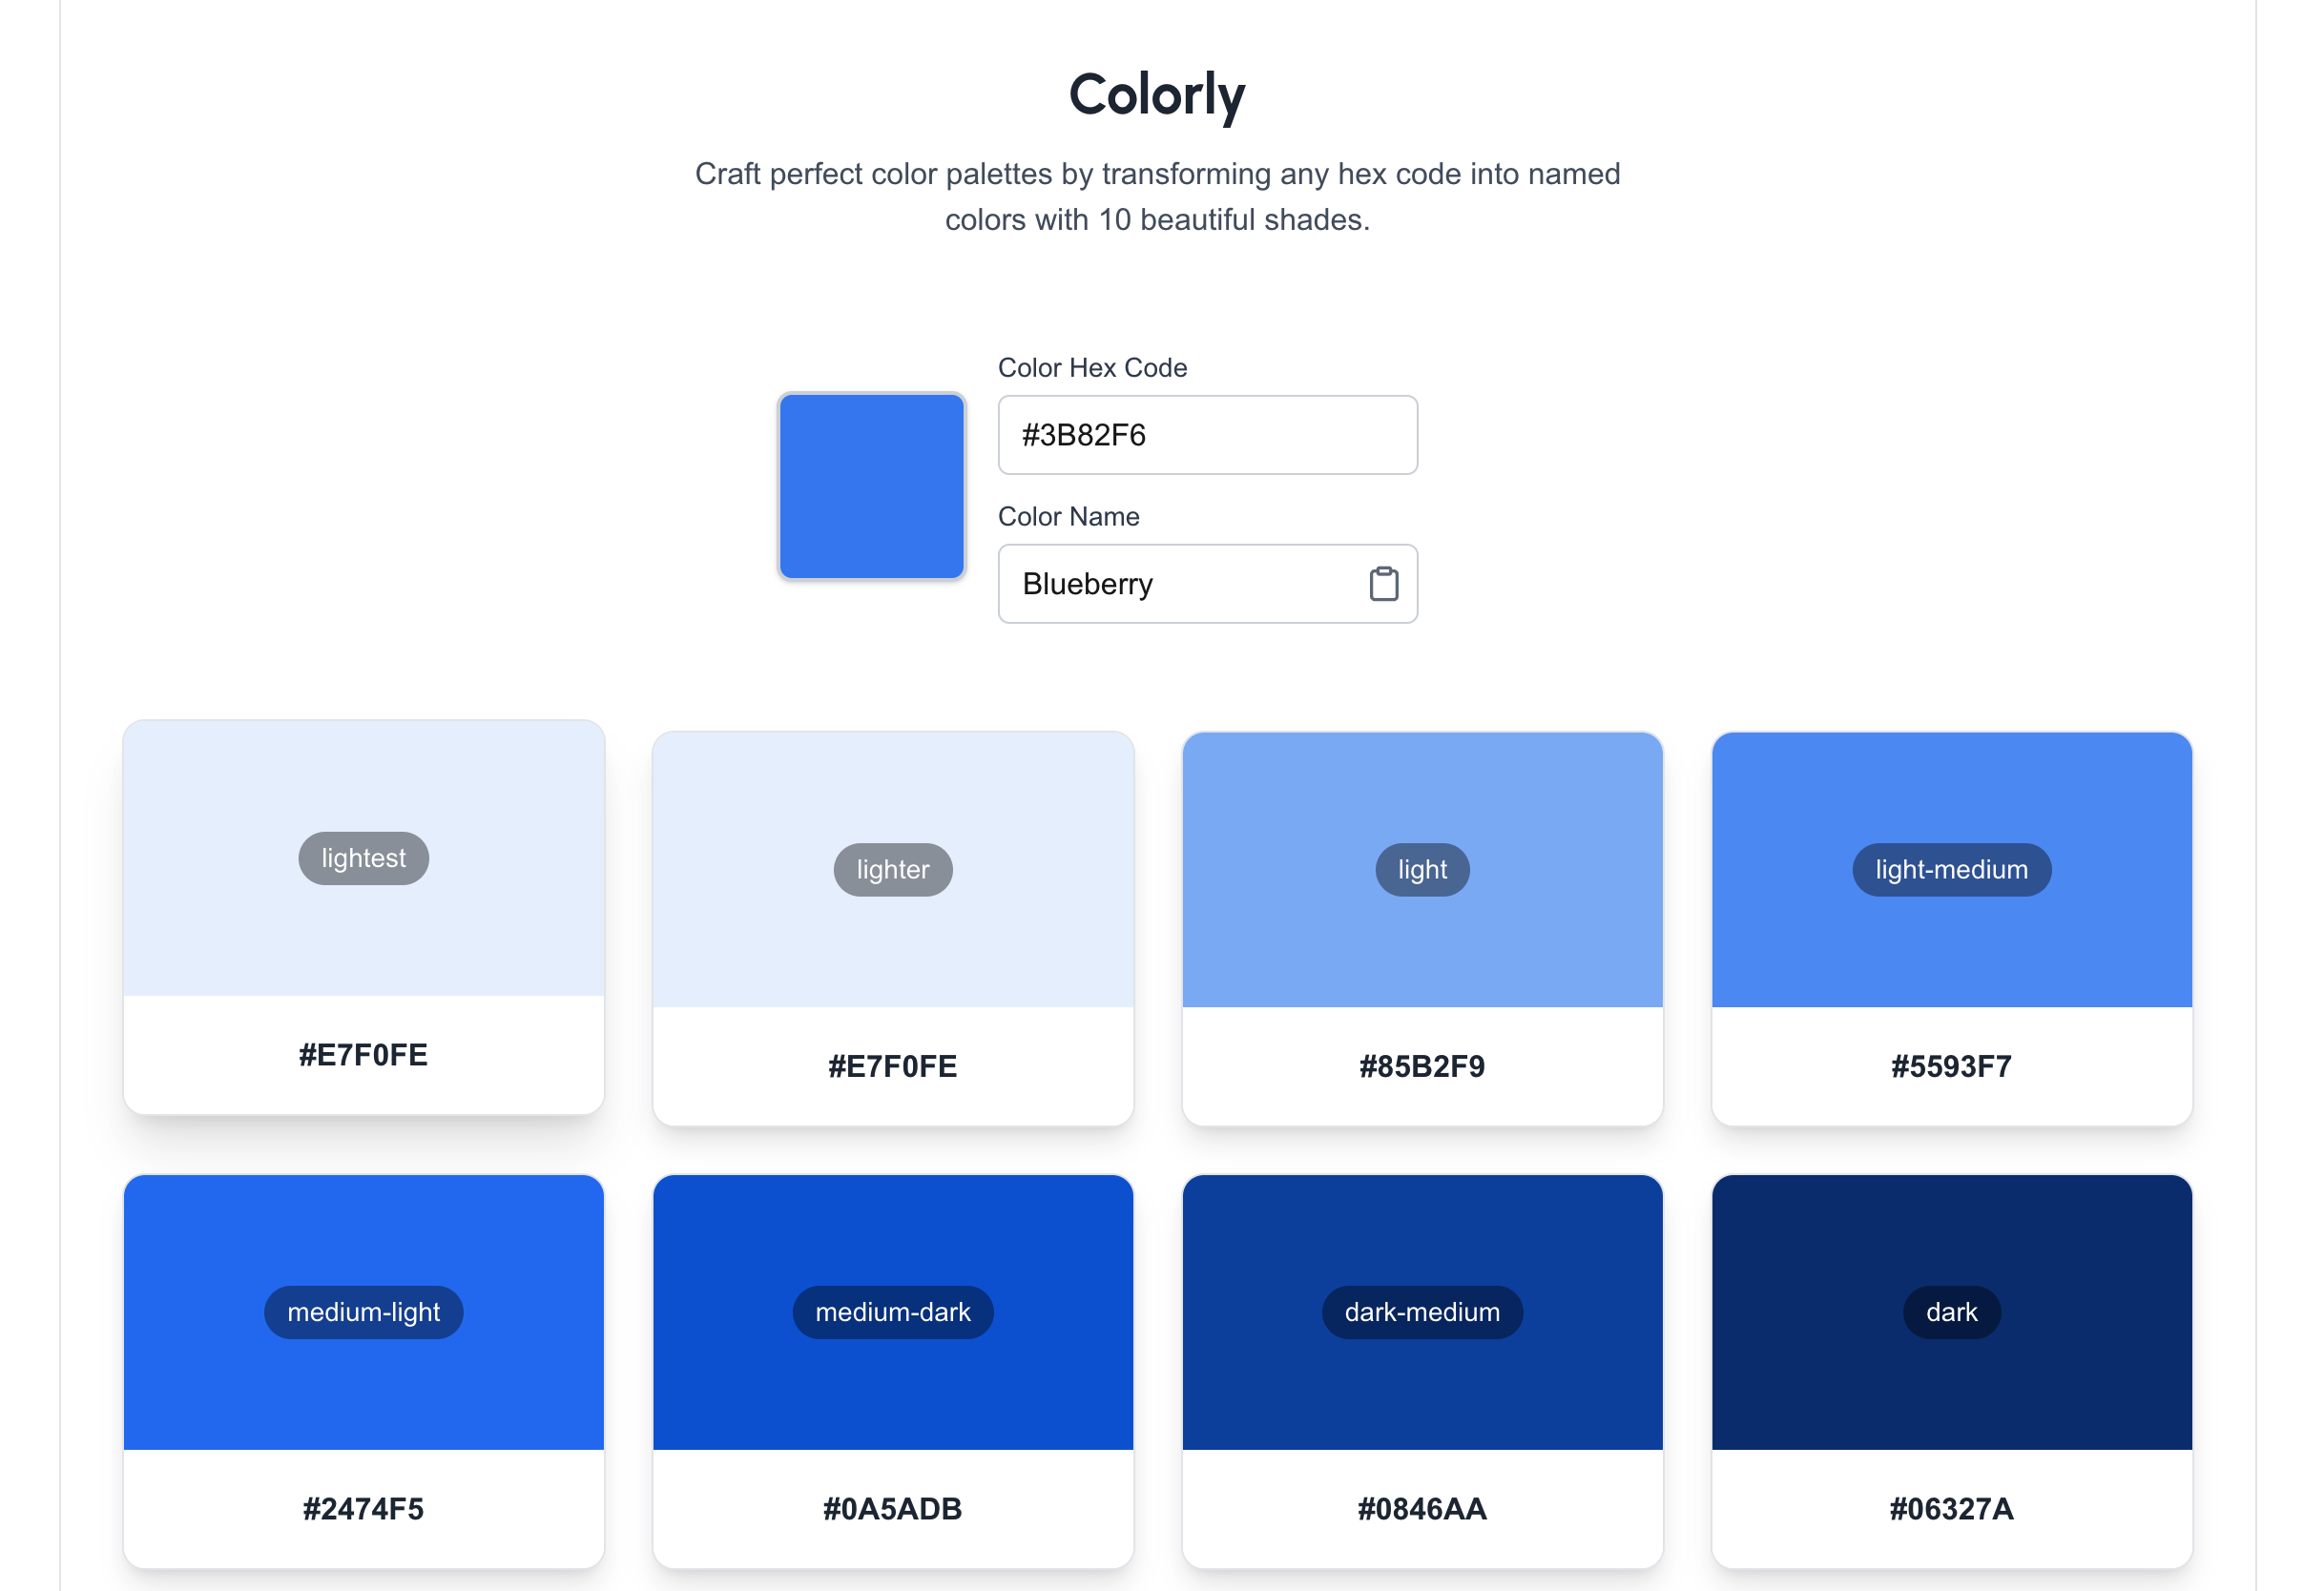 Colorly
Craft perfect color palettes by transforming any hex code into named
colors with 10 beautiful shades.
Color Hex Code
#3B82F6
Color Name
Blueberry
lightest
#E7F0FE
lighter
#E7F0FE
light
#85B2F9
light-medium
#5593F7
medium-light
#2474F5
medium-dark
#0A5ADB
dark-medium
#0846AA
dark
#06327A